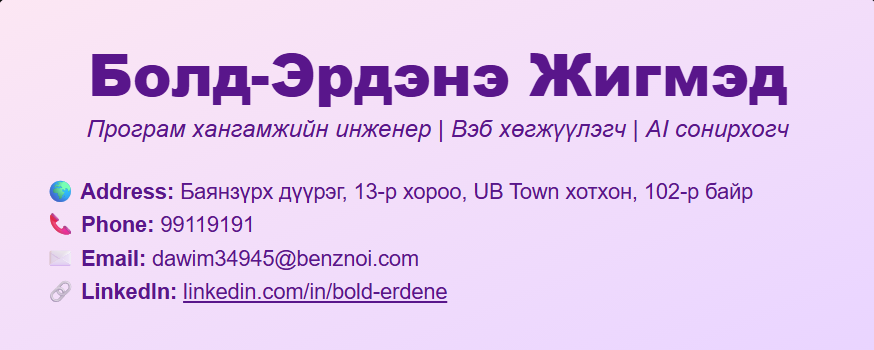 Болд-Эрдэнэ Жигмэд
Програм хангамжийн инженер | Вэб хөгжүүлэгч | AI сонирхогч
Address: Баянзүрх дүүрэг, 13-р хороо, UB Town хотхон, 102-р байр
Phone: 99119191
Email: dawim34945@benznoi.com
LinkedIn: linkedin.com/in/bold-erdene